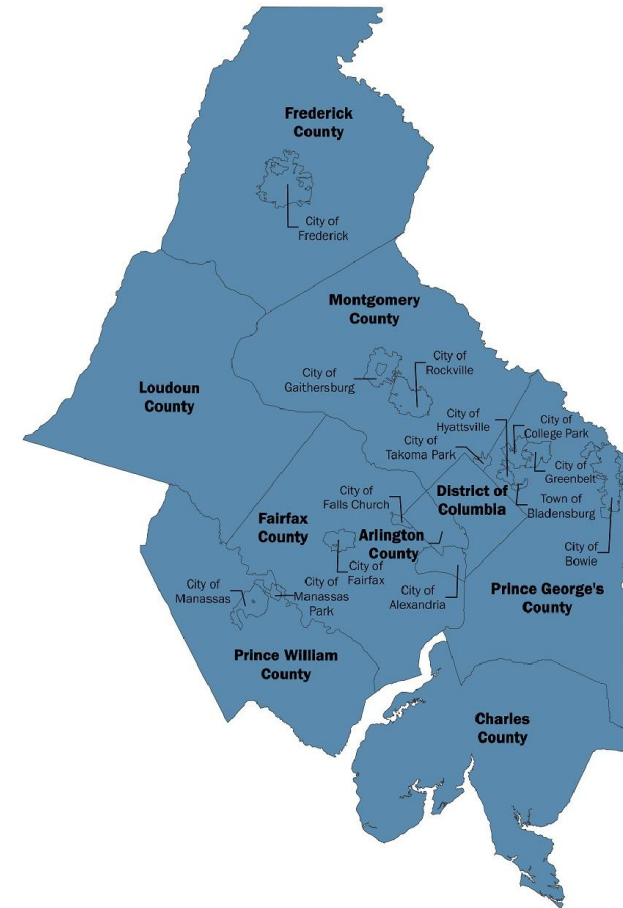 Frederick
County
City of
Frederick
Montgomery
County
City of
Rockville
City of
Gaithersburg
Loudoun
County
City of
Hyattsville
City of
College Park
City of
Takoma Park
City of
Greenbelt
District of
Columbia
Town of
Bladensburg
City of
Falls Church
Fairfax
County
Arlington
County
City of
Bowie
City of
Fairfax
City of
Alexandria
City of
Manassas
City of
Manassas
Park
Prince George's
County
Prince William
County
Charles
County